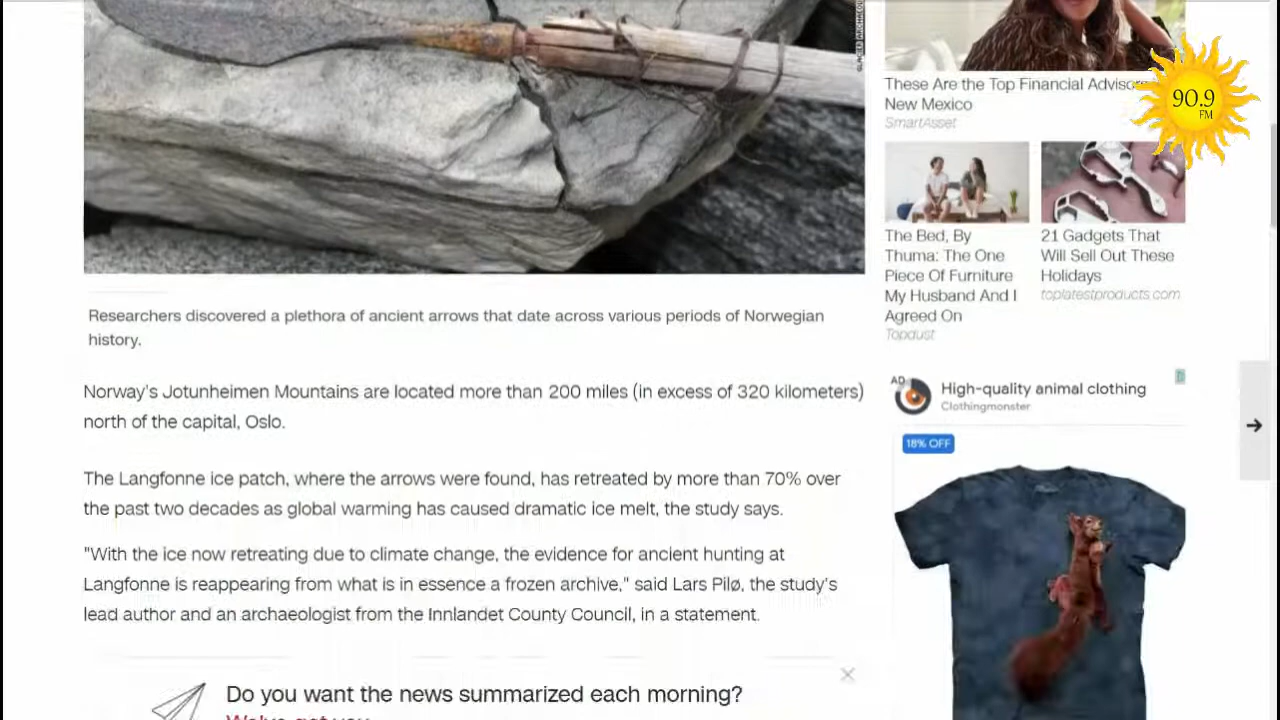 These Are the Top Financial Advisors
New Mexico
SmartAsset
90.9
FM
The Bed, By
Thuma: The One
Piece Of Furniture
My Husband And I
Agreed On
Topdust
21 Gadgets That
Will Sell Out These
Holidays
toplatestproducts.com
Researchers discovered a plethora of ancient arrows that date across various periods of Norwegian
history.
Norway's Jotunheimen Mountains are located more than 200 miles (in excess of 320 kilometers)
north of the capital, Oslo.
The Langfonne ice patch, where the arrows were found, has retreated by more than 70% over
the past two decades as global warming has caused dramatic ice melt, the study says.
"With the ice now retreating due to climate change, the evidence for ancient hunting at
Langfonne is reappearing from what is in essence a frozen archive," said Lars Pilø, the study's
lead author and an archaeologist from the Innlandet County Council, in a statement.
AD
High-quality animal clothing
Clothingmonster
18% OFF
Do you want the news summarized each morning?
We've got you